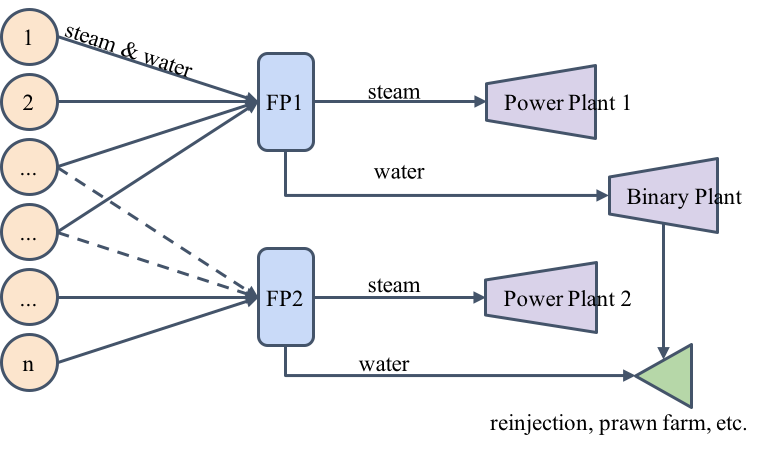 1
steam & water
2
FP1
steam
Power Plant 1
...
water
Binary Plant
...
...
FP2
steam
Power Plant 2
n
water
reinjection, prawn farm, etc.